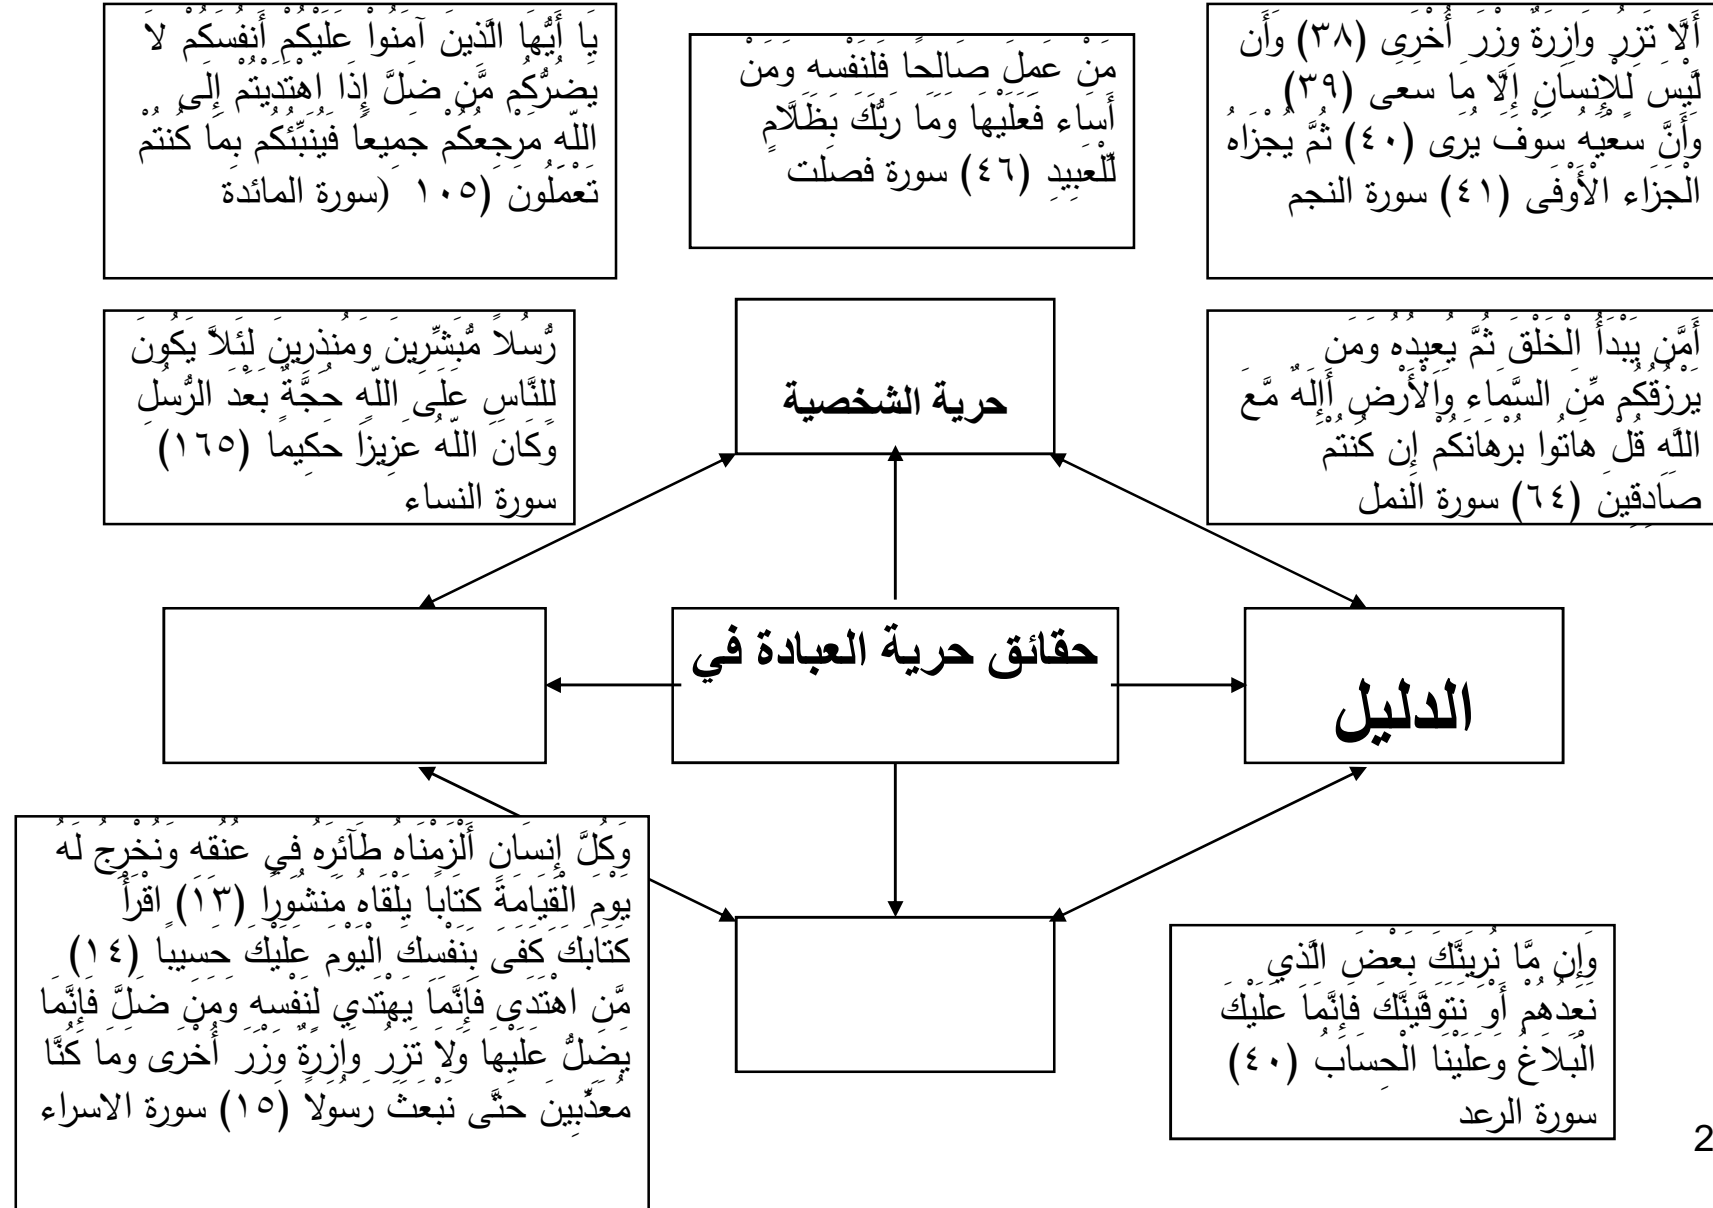 أَلَّا تَزِرُ وَازِرَةٌ وِزْرَ أُخْرَى (٣٨) وَأَن
لَّيْسَ لِلْإِنسَانِ إِلَّا مَا سَعَى (٣٩)
وَأَنَّ سَعْيَهُ سَوْفَ يُرَى (٤٠) ثُمَّ يُجْزَاهُ
الْجَزَاء الْأَوْفَى (٤١) سورة النجم
مَنْ عَمِلَ صَالِحًا فَلِنَفْسِهِ وَمَنْ
أَسَاء فَعَلَيْهَا وَمَا رَبُّكَ بِظَلَّامٍ
لِّلْعَبِيدِ (٤٦) سورة فصلت
يَا أَيُّهَا الَّذِينَ آمَنُواْ عَلَيْكُمْ أَنفُسَكُمْ لاَ
يَضُرُّكُم مَّن ضَلَّ إِذَا اهْتَدَيْتُمْ إِلَى
اللّهِ مَرْجِعُكُمْ جَمِيعًا فَيُنَبِّئُكُم بِمَا كُنتُمْ
تَعْمَلُونَ (١٠٥ (سورة المائدة
أَمَّن يَبْدَأُ الْخَلْقَ ثُمَّ يُعِيدُهُ وَمَن
يَرْزُقُكُم مِّنَ السَّمَاء وَالْأَرْضِ أَإِلَهٌ مَّعَ
اللَّهِ قُلْ هَاتُوا بُرْهَانَكُمْ إِن كُنتُمْ
صَادِقِينَ (٦٤) سورة النمل
حرية الشخصية
رُّسُلاً مُّبَشِّرِينَ وَمُنذِرِينَ لِئَلاَّ يَكُونَ
لِلنَّاسِ عَلَى اللّهِ حُجَّةٌ بَعْدَ الرُّسُلِ
وَكَانَ اللّهُ عَزِيزًا حَكِيمًا (١٦٥)
سورة النساء
الدليل
حقائق حرية العبادة في
وَكُلَّ إِنسَانٍ أَلْزَمْنَاهُ طَآئِرَهُ فِي عُنُقِهِ وَنُخْرِجُ لَهُ
يَوْمَ الْقِيَامَةِ كِتَابًا يَلْقَاهُ مَنشُورًا (١٣) اقْرَأْ
كَتَابَكَ كَفَى بِنَفْسِكَ الْيَوْمَ عَلَيْكَ حَسِيبًا (١٤)
مَّنِ اهْتَدَى فَإِنَّمَا يَهْتَدي لِنَفْسِهِ وَمَن ضَلَّ فَإِنَّمَا
يَضِلُّ عَلَيْهَا وَلاَ تَزِرُ وَازِرَةٌ وِزْرَ أُخْرَى وَمَا كُنَّا
مُعَذِّبِينَ حَتَّى نَبْعَثَ رَسُولًا (١٥) سورة الاسراء
وَإِن مَّا نُرِيَنَّكَ بَعْضَ الَّذِي
نَعِدُهُمْ أَوْ نَتَوَفَّيَنَّكَ فَإِنَّمَا عَلَيْكَ
الْبَلاَغُ وَعَلَيْنَا الْحِسَابُ (٤٠)
سورة الرعد
2